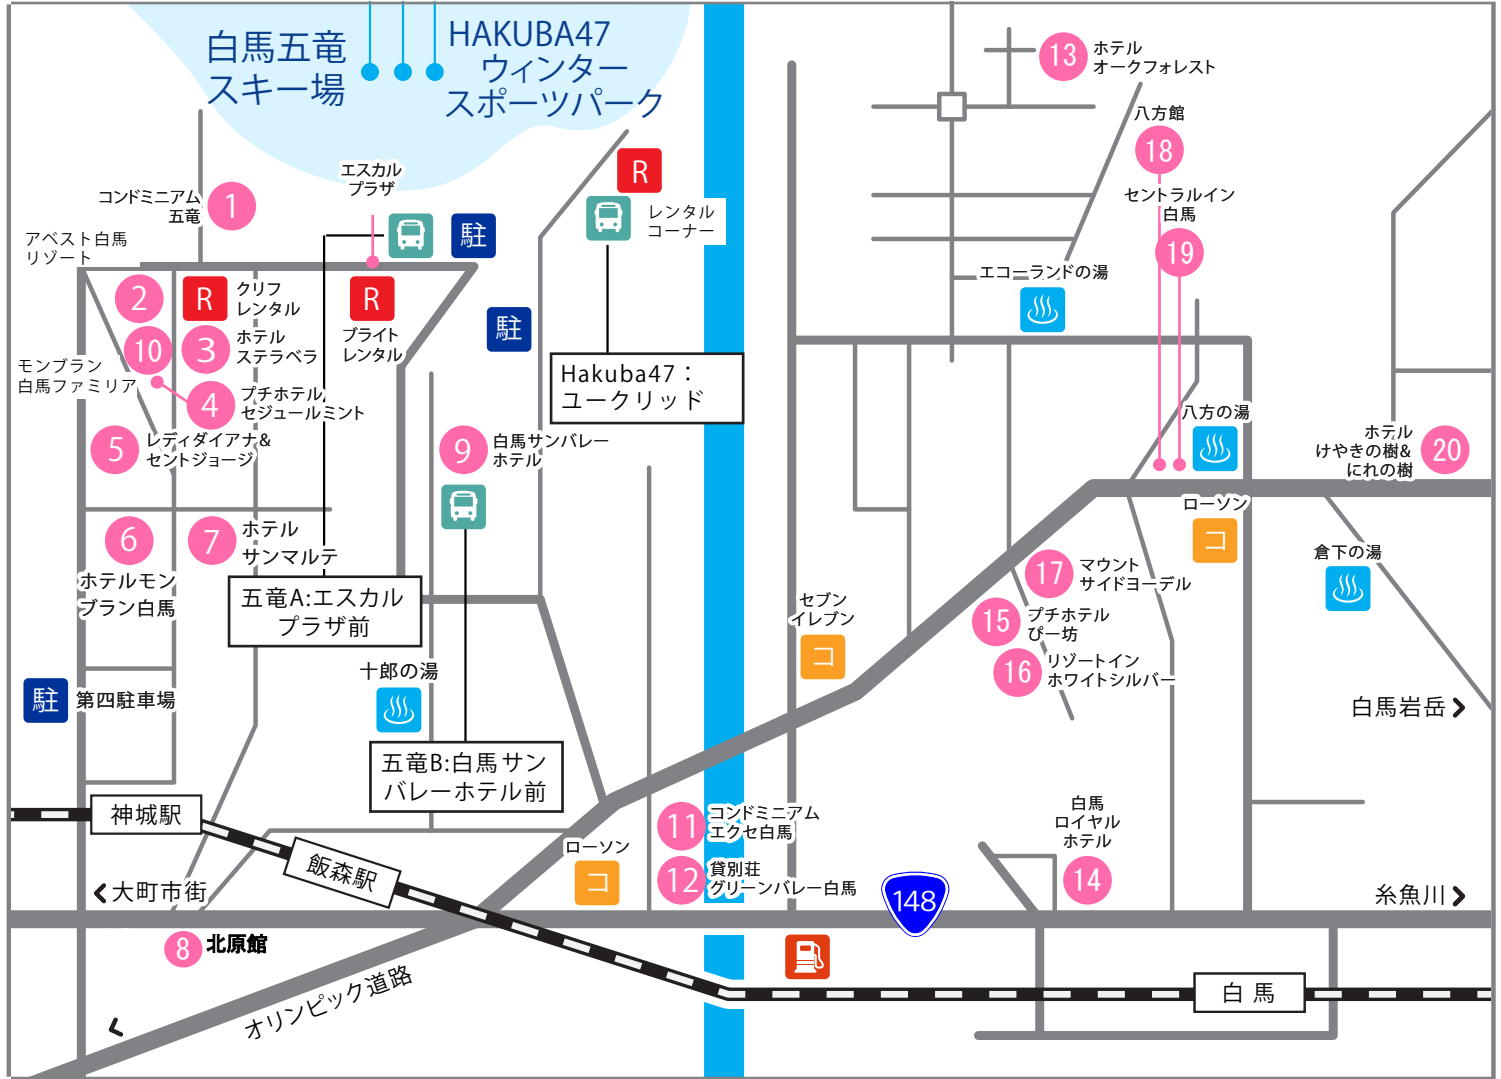 白馬五竜
スキー場
HAKUBA47
ウィンター
スポーツパーク
13
ホテル
オークフォレスト
八方館
18
セントラルイン
白馬
19
エスカル
プラザ
R
レンタル
コーナー
コンドミニアム
五竜
1
駐
アベスト白馬
リゾート
2
R
クリフ
レンタル
R
ブライト
レンタル
駐
エコーランドの湯
10
3
ホテル
ステラベラ
モンブラン
白馬ファミリア
4
プチホテル
セジュールミント
Hakuba47：
ユークリッド
5
レディダイアナ&
セントジョージ
9
白馬サンバレー
ホテル
八方の湯
ホテル
けやきの樹&
にれの樹
20
6
ホテルモン
ブラン白馬
7
ホテル
サンマルテ
ローソン
コ
倉下の湯
五竜A:エスカル
プラザ前
セブン
イレブン
コ
17
マウント
サイドヨーデル
15
プチホテル
ぴー坊
16
リゾートイン
ホワイトシルバー
駐
第四駐車場
十郎の湯
白馬岩岳
五竜B:白馬サン
バレーホテル前
神城駅
飯森駅
11
コンドミニアム
エクセ白馬
12
貸別荘
グリーンバレー白馬
ローソン
コ
白馬
ロイヤル
ホテル
14
大町市街
148
糸魚川
8
北原館
オリンピック道路
白馬